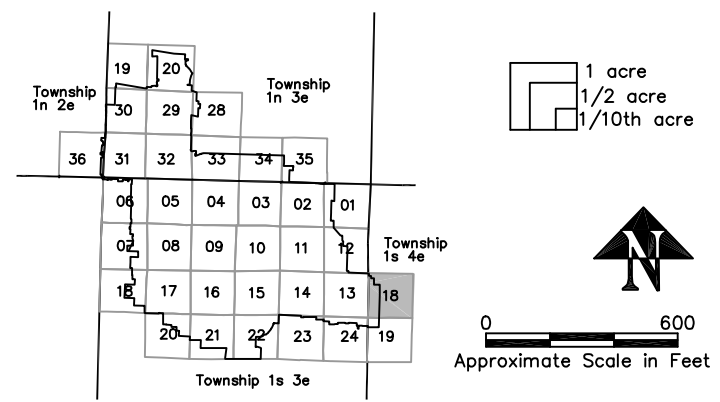 19 20
Township
1n 2e
Township
1n 3e
30 29 28
36 31 32 33 34 35
06 05 04 03 02 01
07 08 09 10 11 12
Township
1s 4e
18 17 16 15 14 13 18
20 21 22 23 24 19
Township 1s 3e
1 acre
1/2 acre
1/10th acre
N
0 600
Approximate Scale in Feet